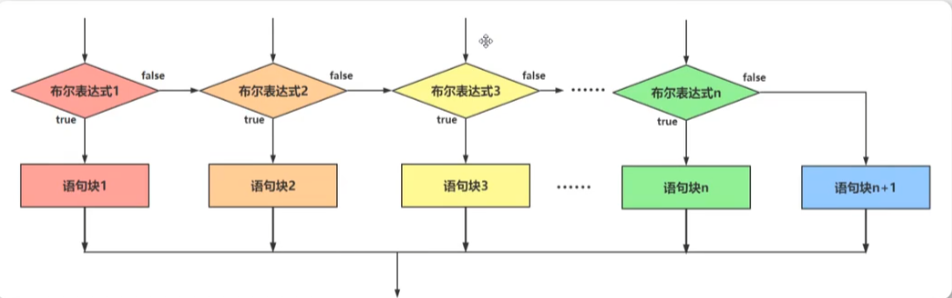 false
false
false
false
布尔表达式1
布尔表达式2
布尔表达式3
······
布尔表达式n
true
true
true
true
语句块1
语句块2
语句块3
······
语句块n
语句块n+1